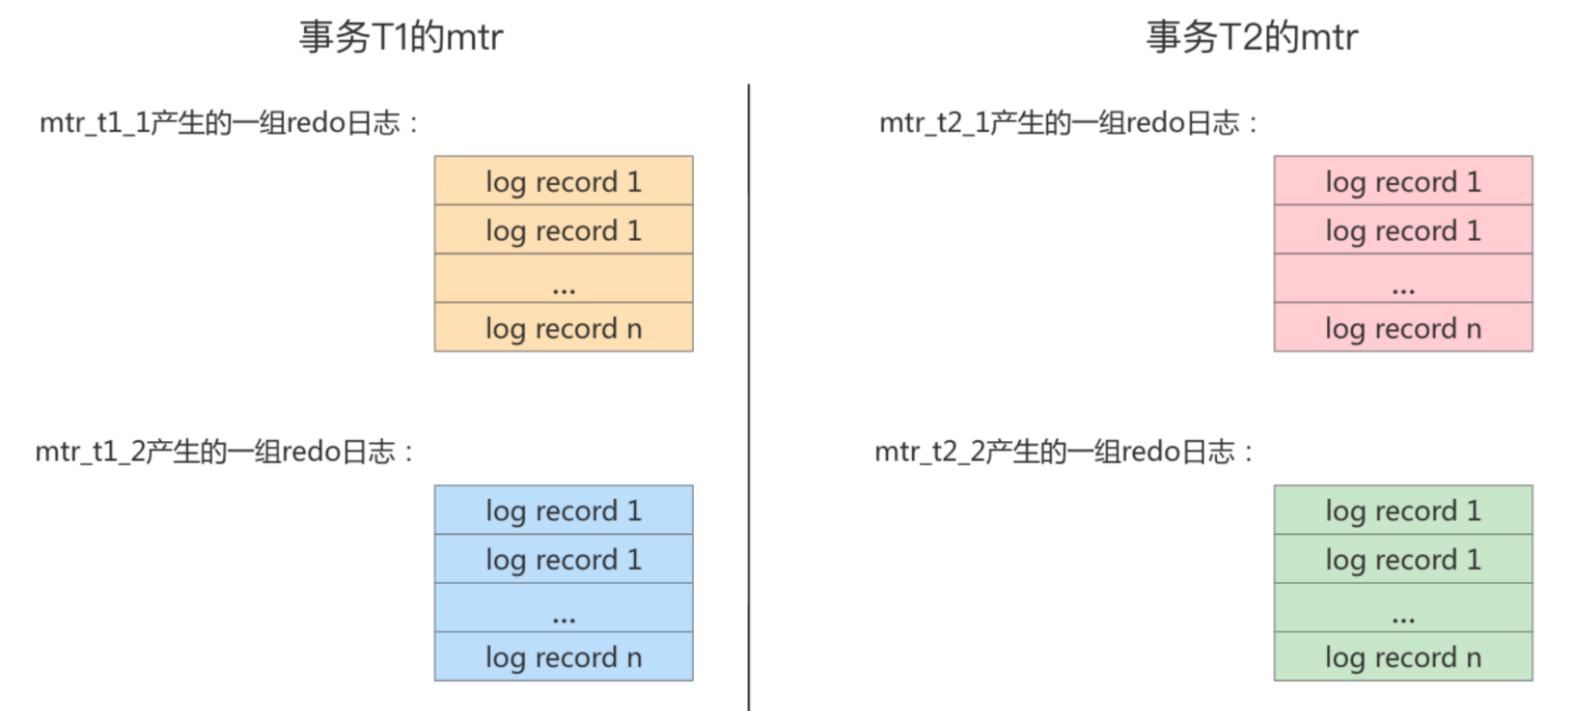 事务T1的mtr
mtr_t1_1产生的一组redo日志：
log record 1
log record 1
...
log record n
mtr_t1_2产生的一组redo日志：
log record 1
log record 1
...
log record n
事务T2的mtr
mtr_t2_1产生的一组redo日志：
log record 1
log record 1
...
log record n
mtr_t2_2产生的一组redo日志：
log record 1
log record 1
...
log record n